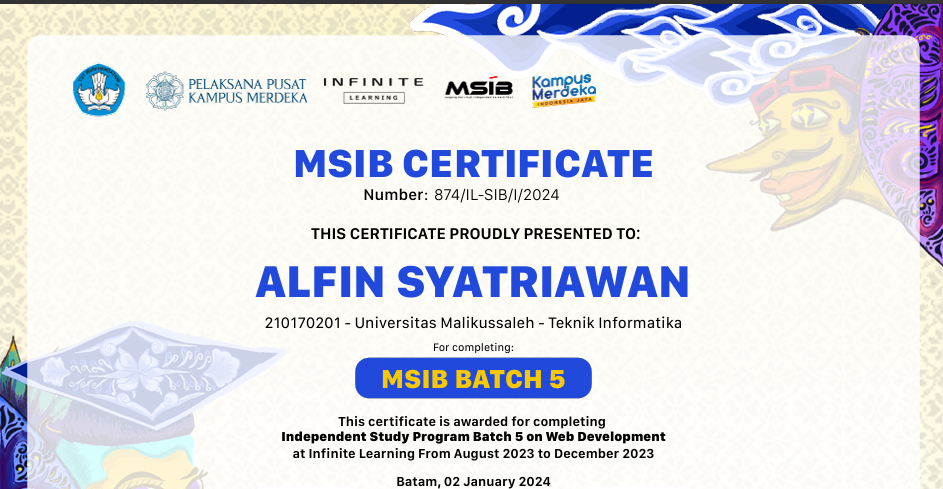 PELAKSANA PUSAT
KAMPUS MERDEKA
INFINITE
LEARNING
MSIB
Kampus
Merdeka
INDONESIA JAYA
MSIB CERTIFICATE
Number: 874/IL-SIB/I/2024
THIS CERTIFICATE PROUDLY PRESENTED TO:
ALFIN SYATRIAWAN
210170201 - Universitas Malikussaleh - Teknik Informatika
For completing:
MSIB BATCH 5
This certificate is awarded for completing
Independent Study Program Batch 5 on Web Development
at Infinite Learning From August 2023 to December 2023
Batam, 02 January 2024